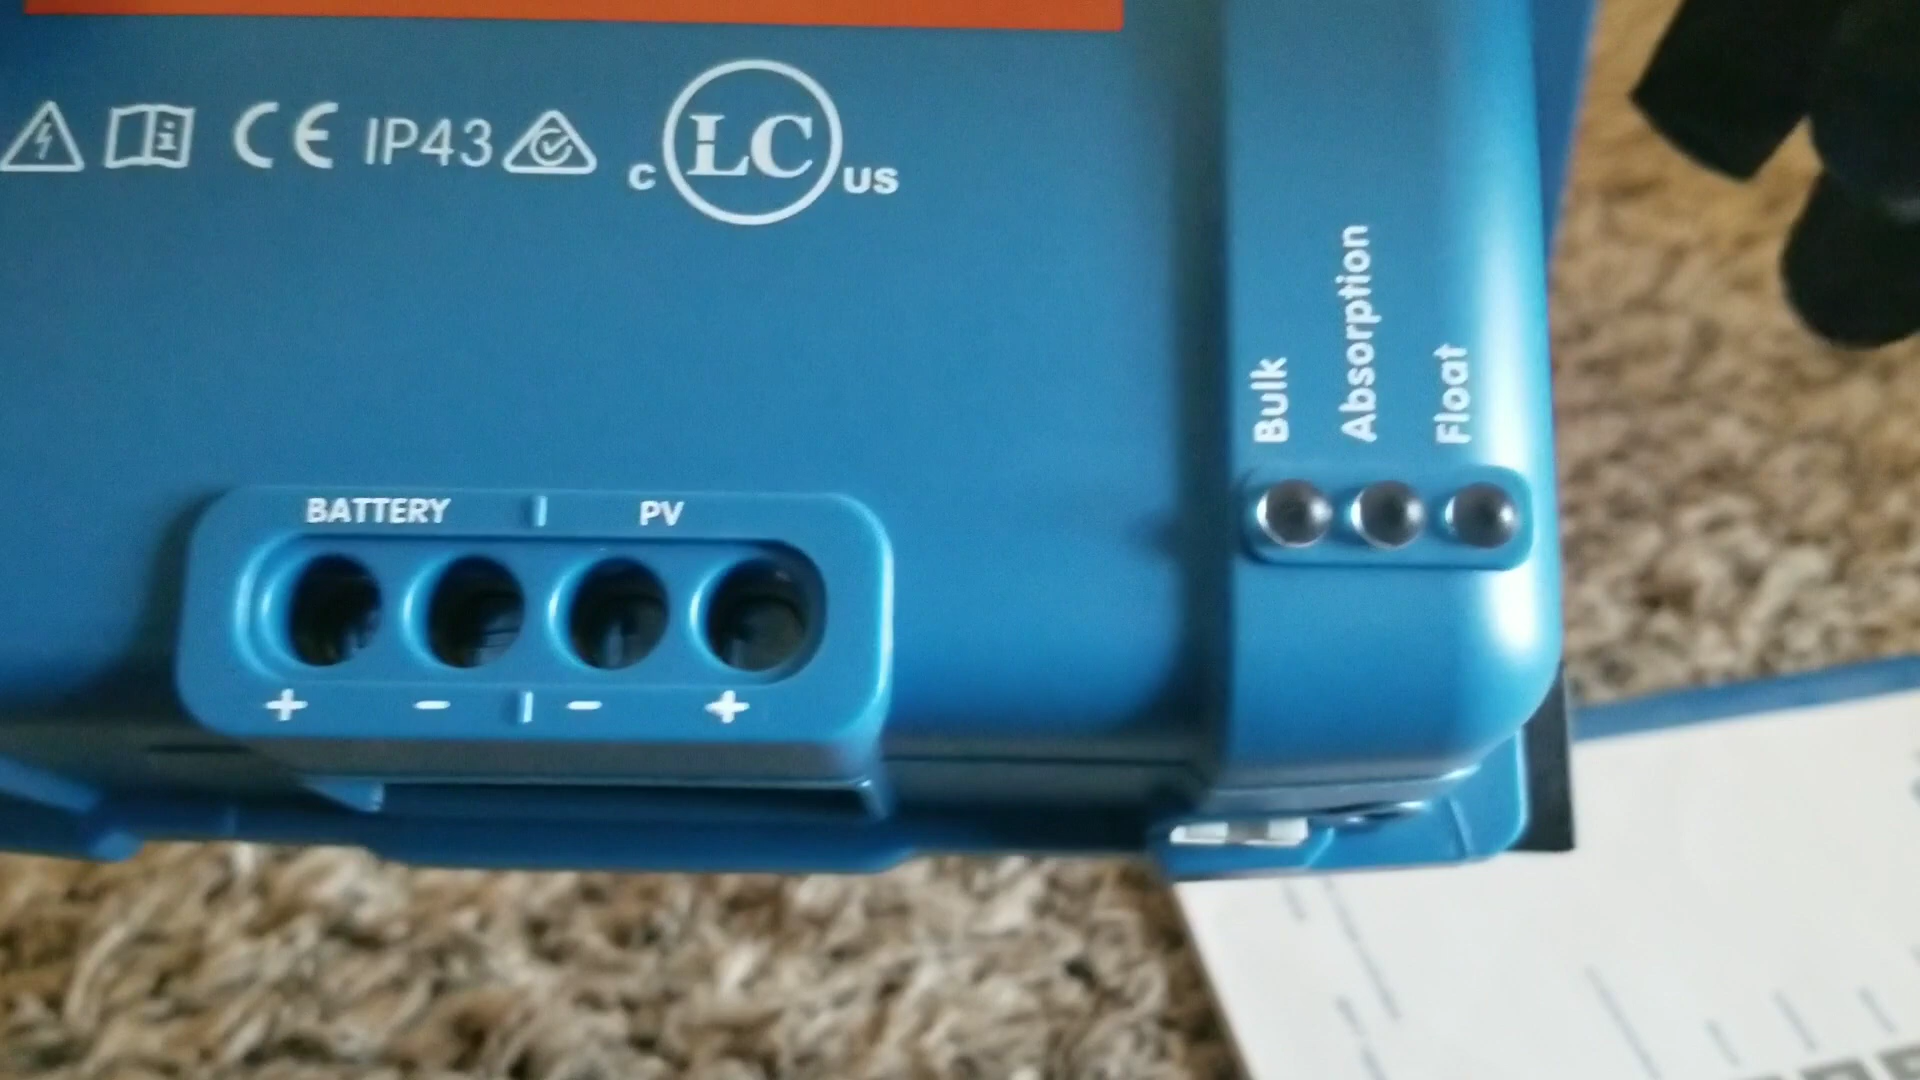 CE IP43
c LC US
Bulk
Absorption
Float
BATTERY | PV
+ − | − +